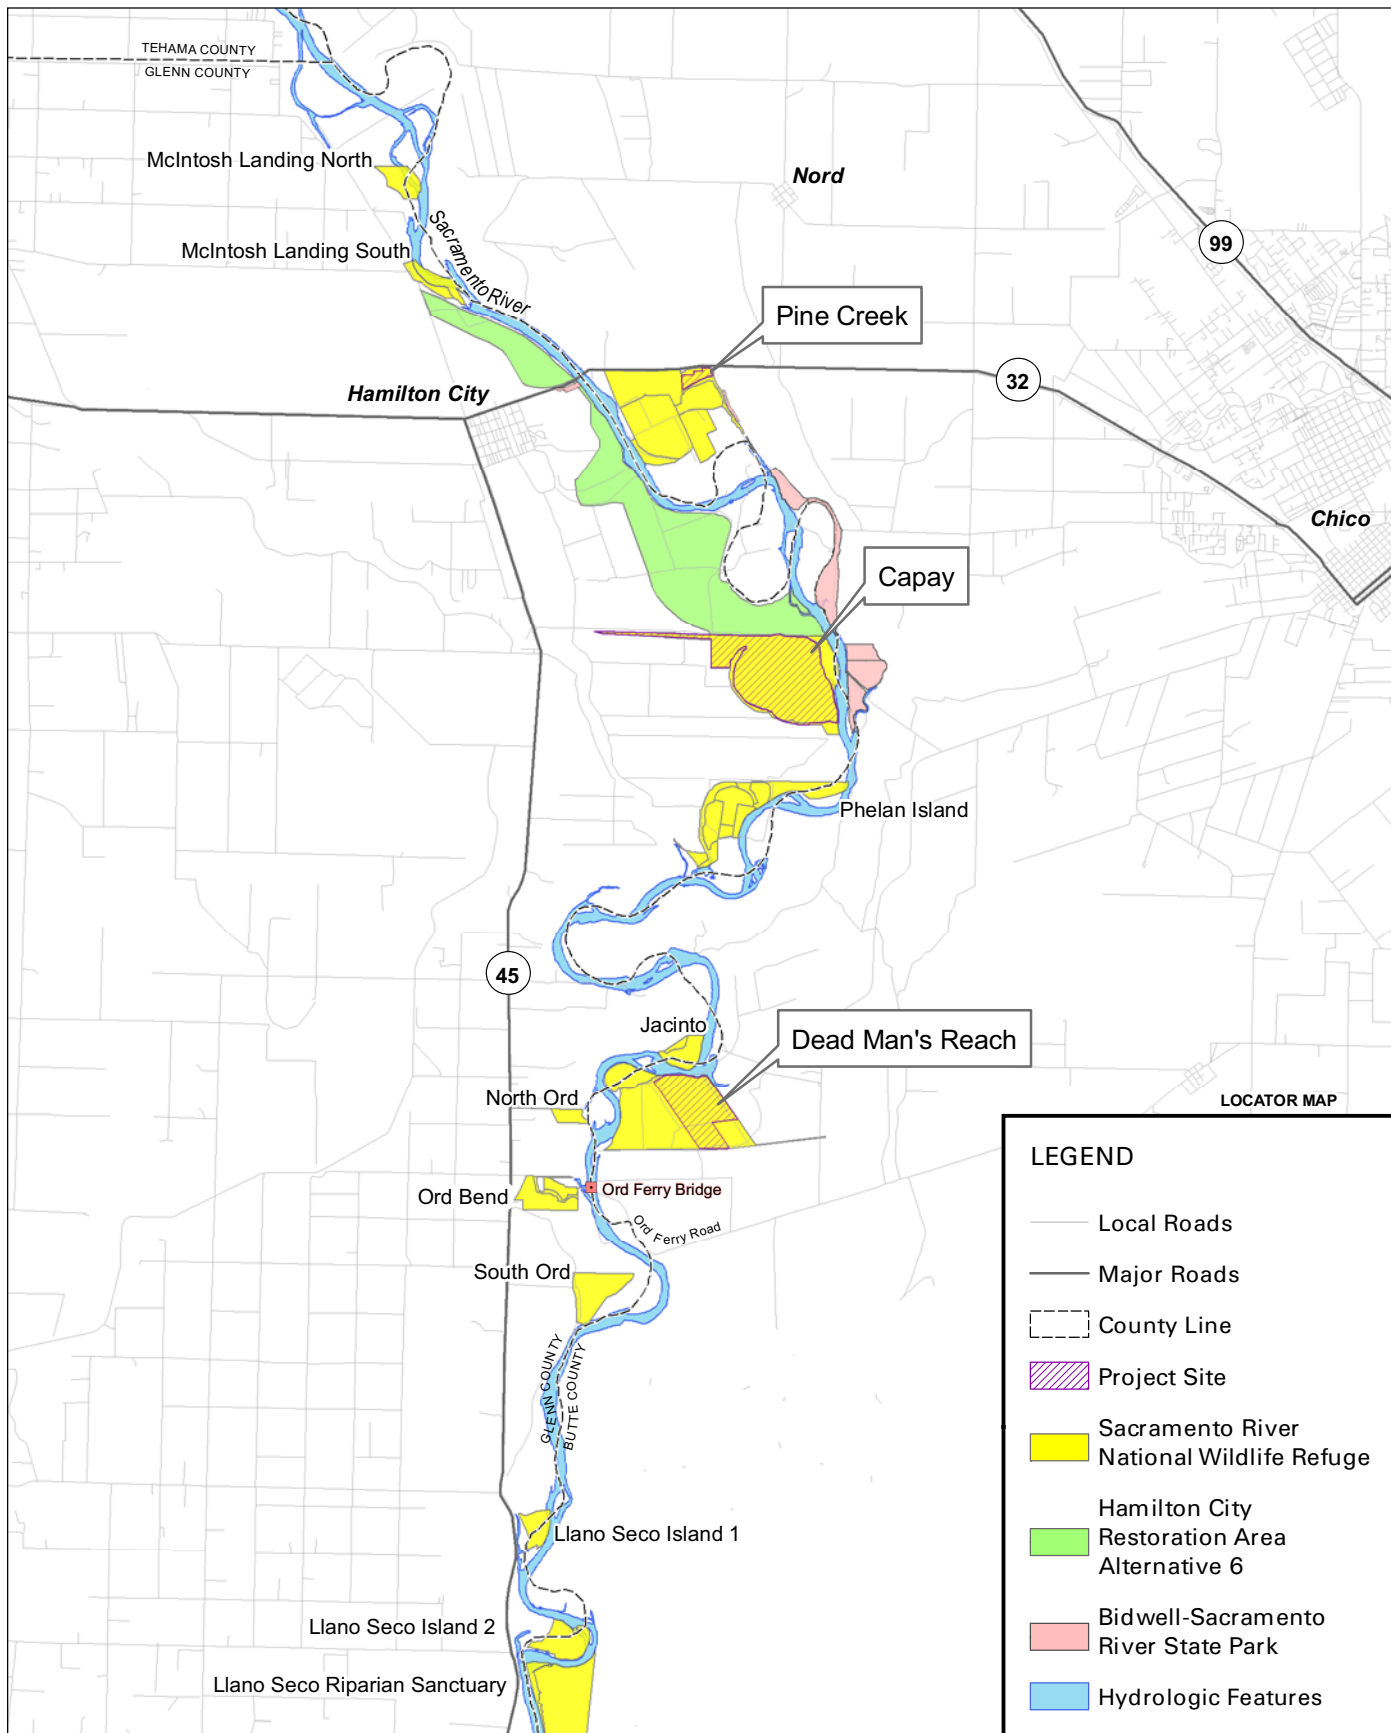 TEHAMA COUNTY
GLENN COUNTY
McIntosh Landing North
Nord
McIntosh Landing South
Sacramento River
99
Pine Creek
32
Hamilton City
Chico
Capay
Phelan Island
45
Jacinto
Dead Man's Reach
North Ord
Ord Bend
Ord Ferry Bridge
Ord Ferry Road
South Ord
GLENN COUNTY
BUTTE COUNTY
Llano Seco Island 1
Llano Seco Island 2
Llano Seco Riparian Sanctuary
LOCATOR MAP
LEGEND
Local Roads
Major Roads
County Line
Project Site
Sacramento River
National Wildlife Refuge
Hamilton City
Restoration Area
Alternative 6
Bidwell-Sacramento
River State Park
Hydrologic Features